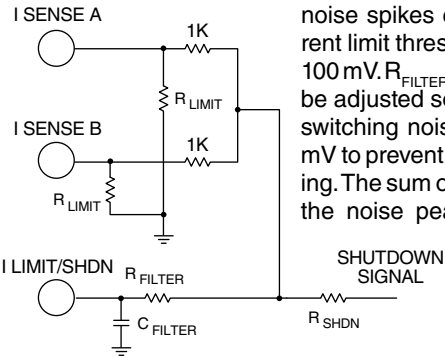 I SENSE A
1K
R LIMIT
I SENSE B
1K
R LIMIT
I LIMIT/SHDN
R FILTER
C FILTER
SHUTDOWN
SIGNAL
R SHDN
noise spikes
rent limit thres
100 mV. R FILTER
be adjusted s
switching nois
mV to prevent
ing. The sum o
the noise pea